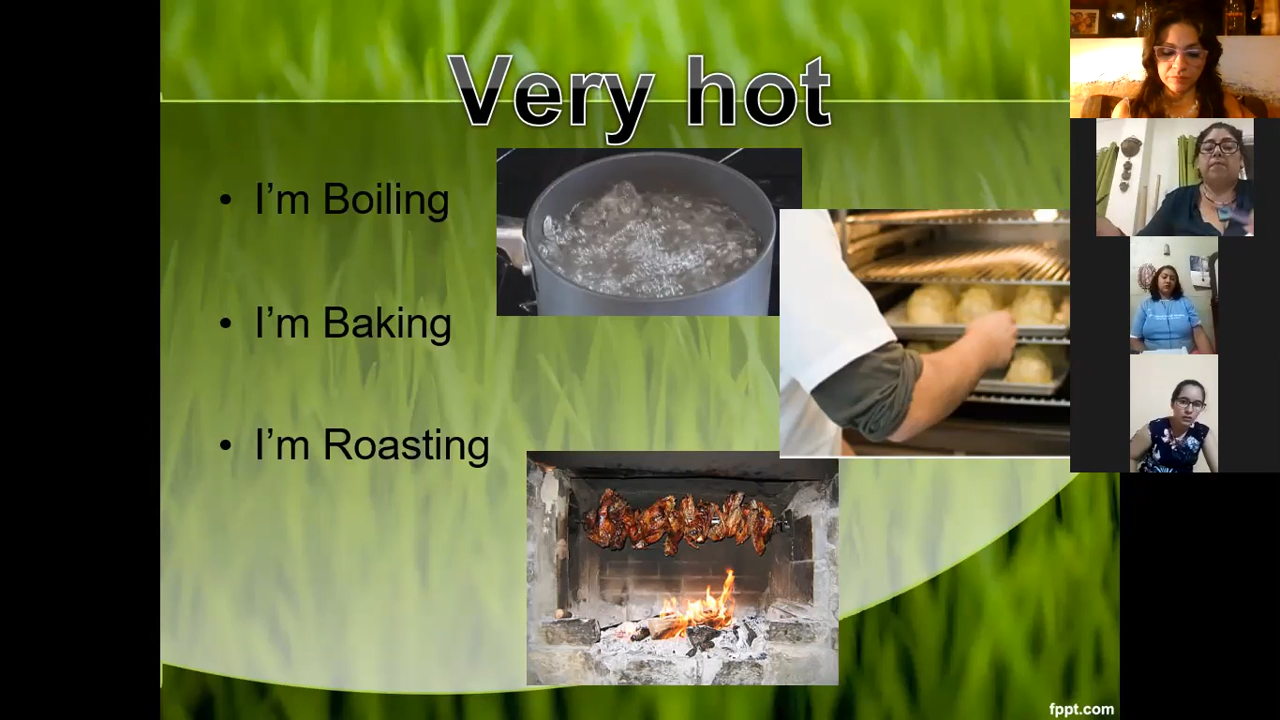 Very hot
• I'm Boiling
• I'm Baking
• I'm Roasting
fppt.com